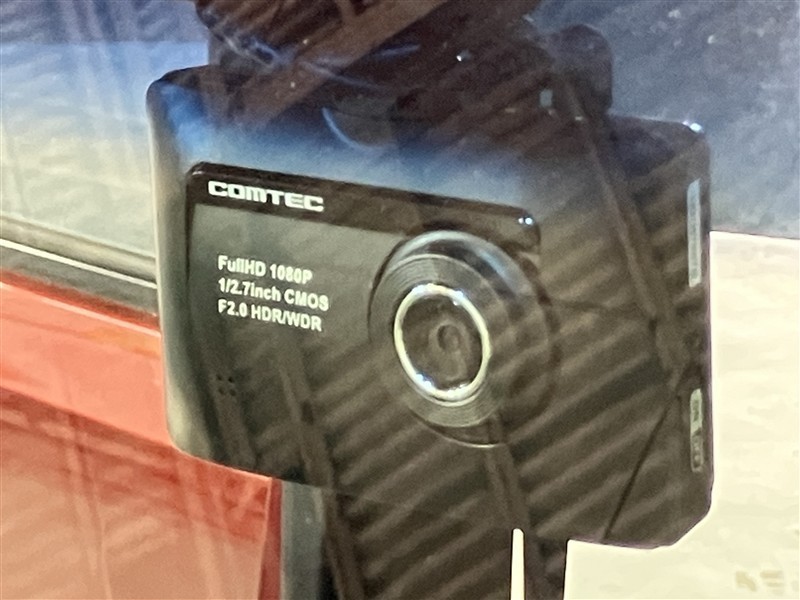 COMTEC
FullHD 1080P
1/2.7inch CMOS
F2.0 HDR/WDR